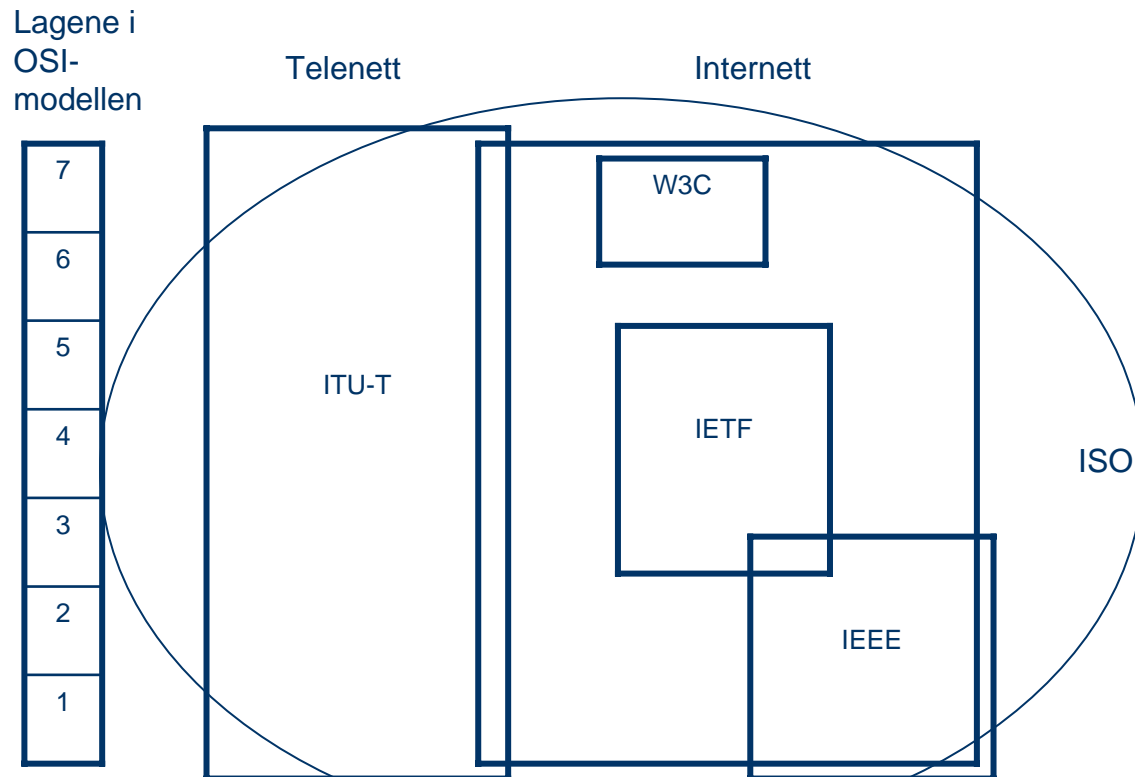 Lagene i
OSI-
modellen
Telenett
Internett
7
6
5
4
3
2
1
W3C
ITU-T
IETF
ISO
IEEE